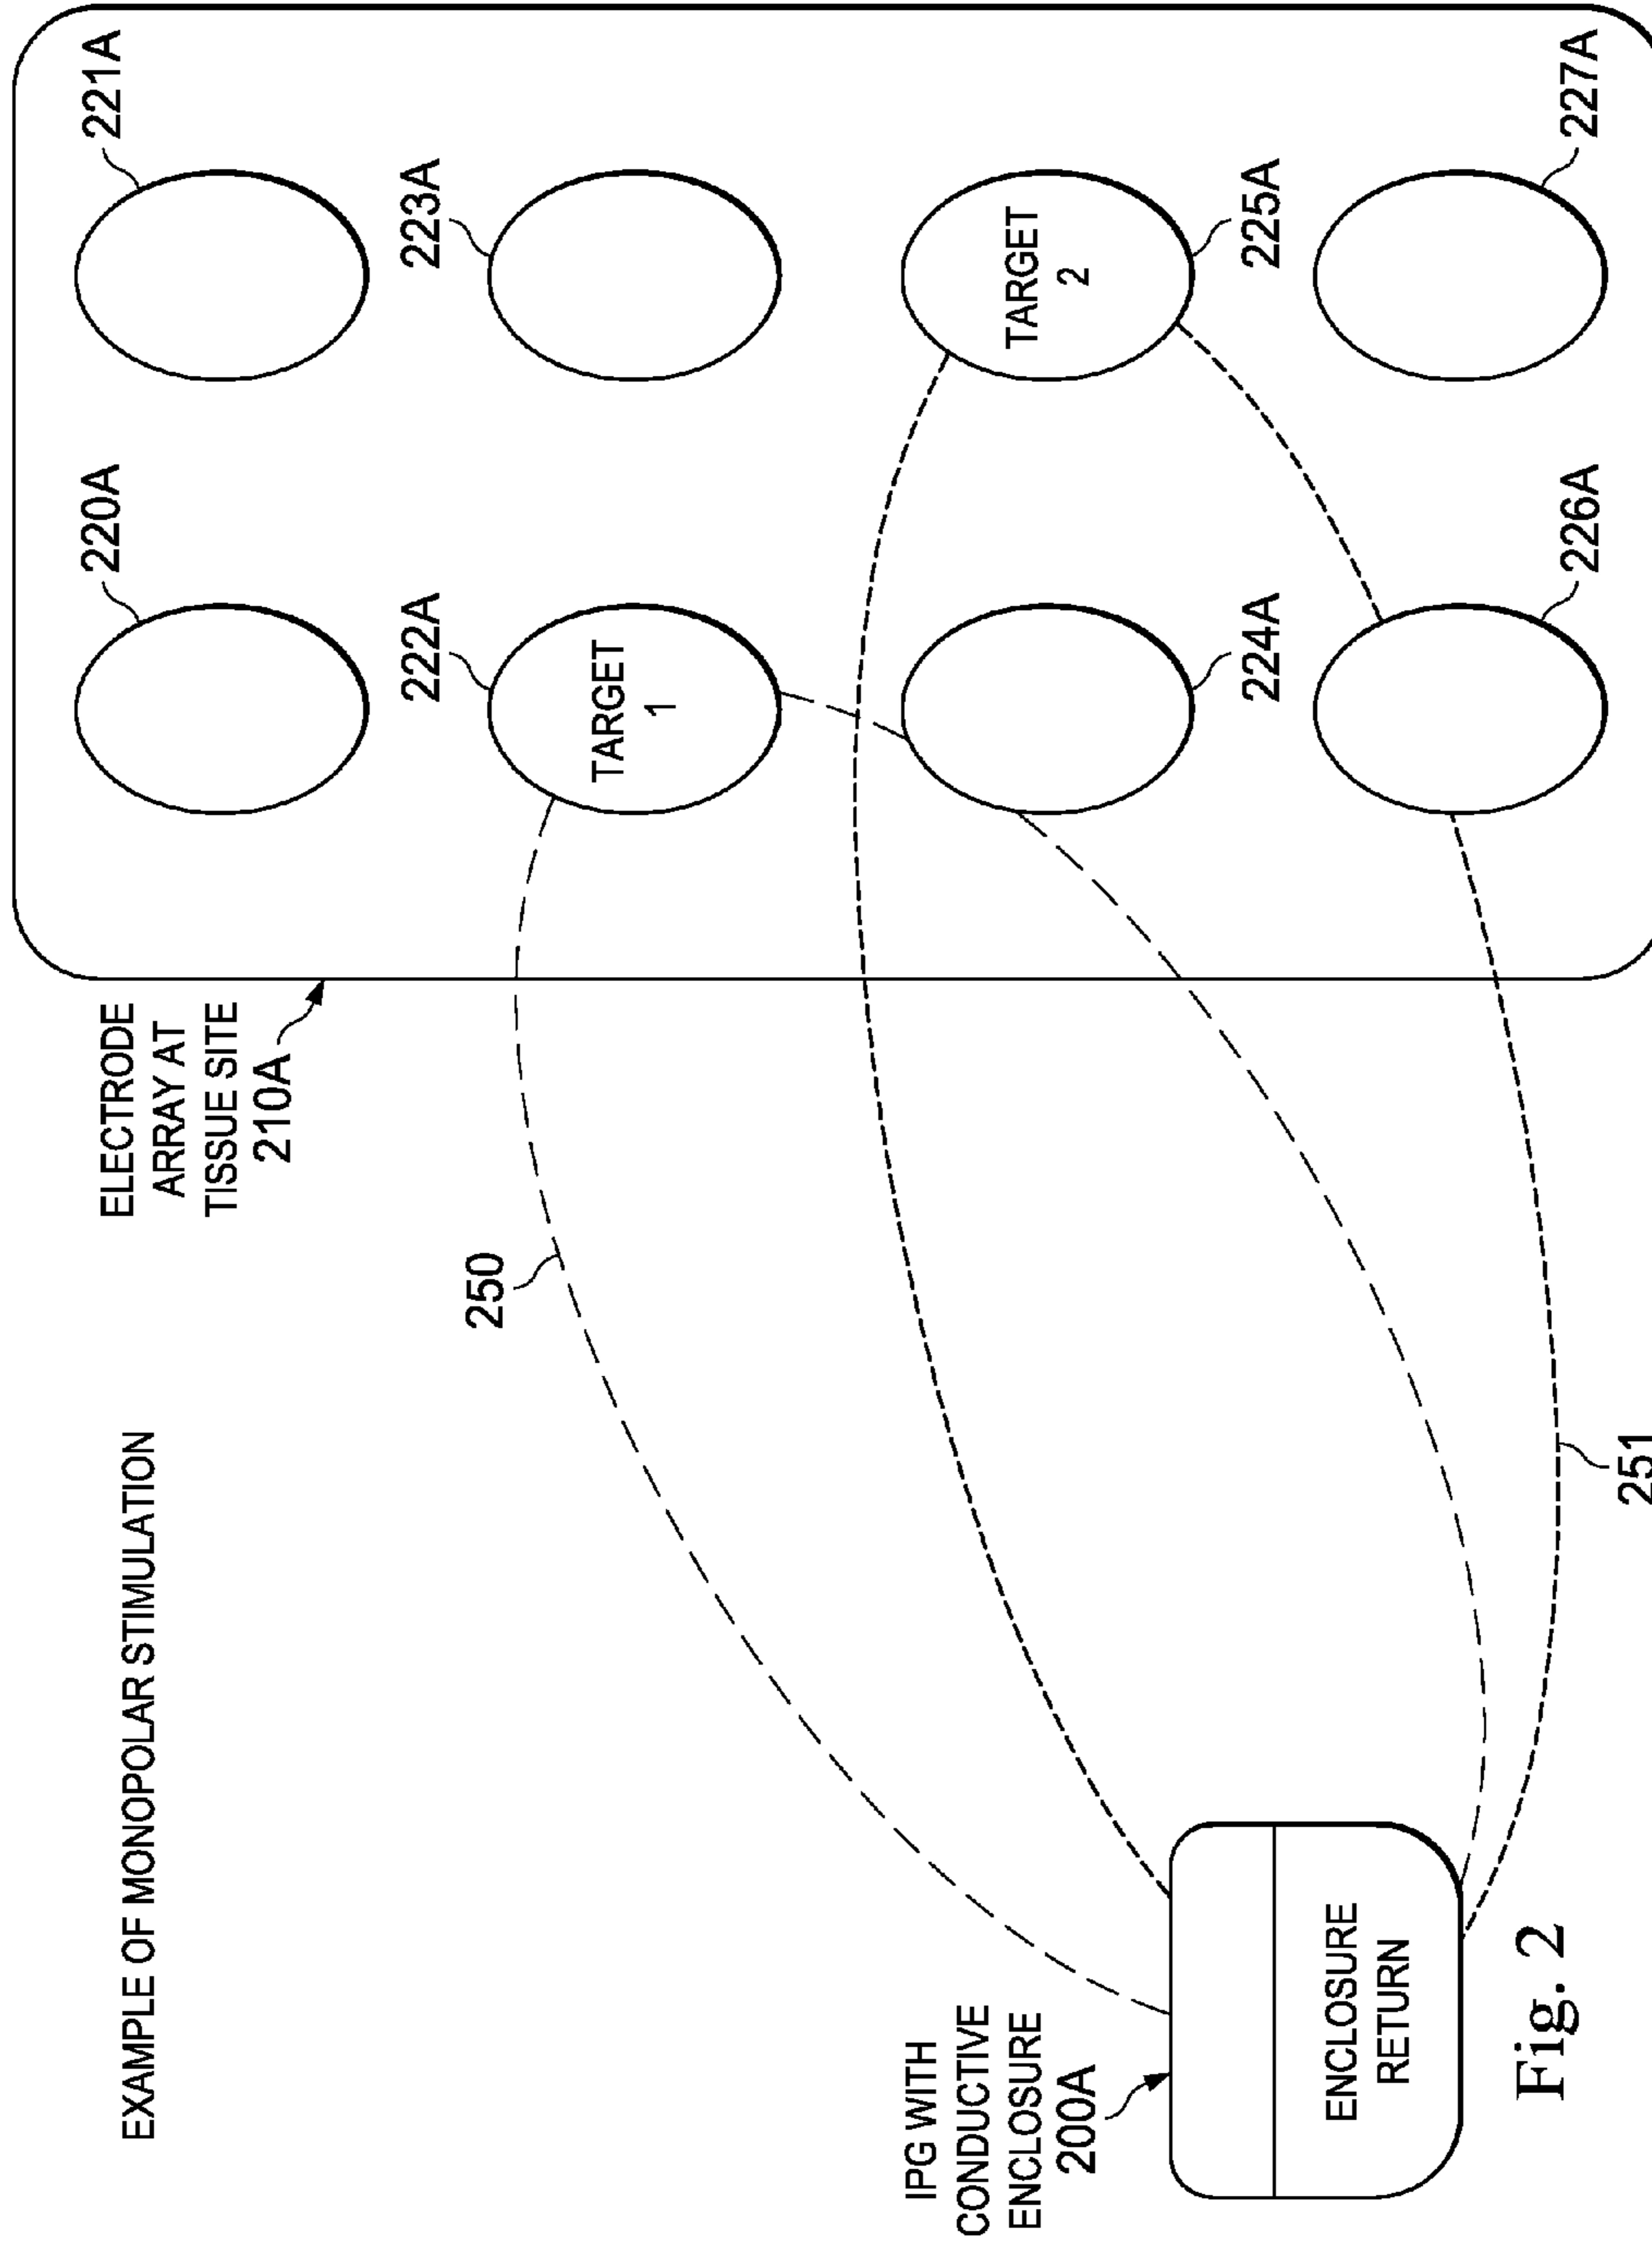 EXAMPLE OF MONOPOLAR STIMULATION
ELECTRODE
ARRAY AT
TISSUE SITE
210A
220A
221A
222A
223A
TARGET
1
TARGET
2
224A
225A
226A
227A
250
251
IPG WITH
CONDUCTIVE
ENCLOSURE
200A
ENCLOSURE
RETURN
Fig. 2